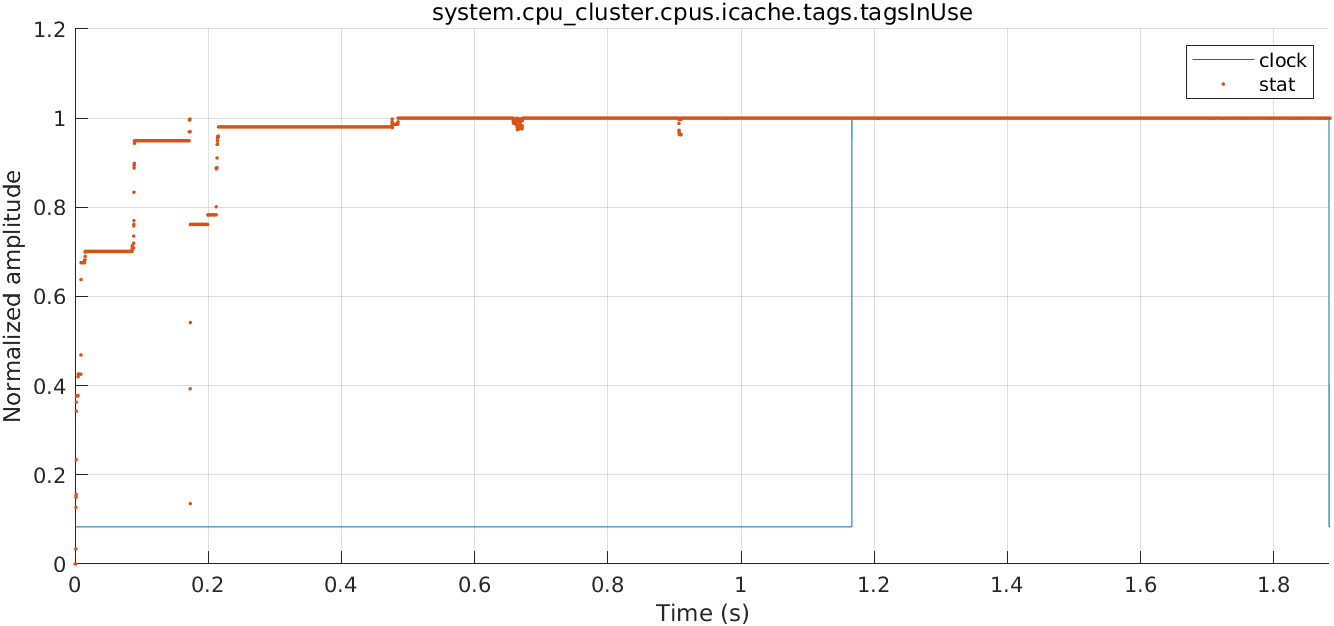 system.cpu_cluster.cpus.icache.tags.tagsInUse
1.2
1
0.8
0.6
0.4
0.2
0
Normalized amplitude
clock
stat
0 0.2 0.4 0.6 0.8 1 1.2 1.4 1.6 1.8
Time (s)